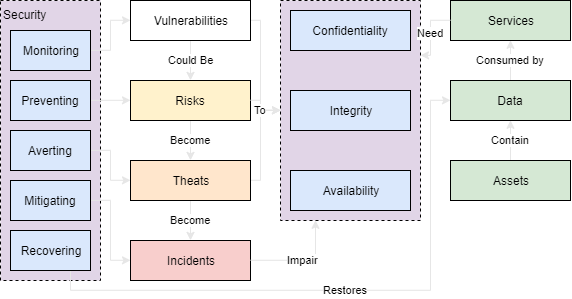 Security
Monitoring
Preventing
Averting
Mitigating
Recovering
Vulnerabilities
Could Be
Risks
Become
Theats
Become
Incidents
To
Impair
Confidentiality
Integrity
Availability
Need
Services
Consumed by
Data
Contain
Assets
Restores